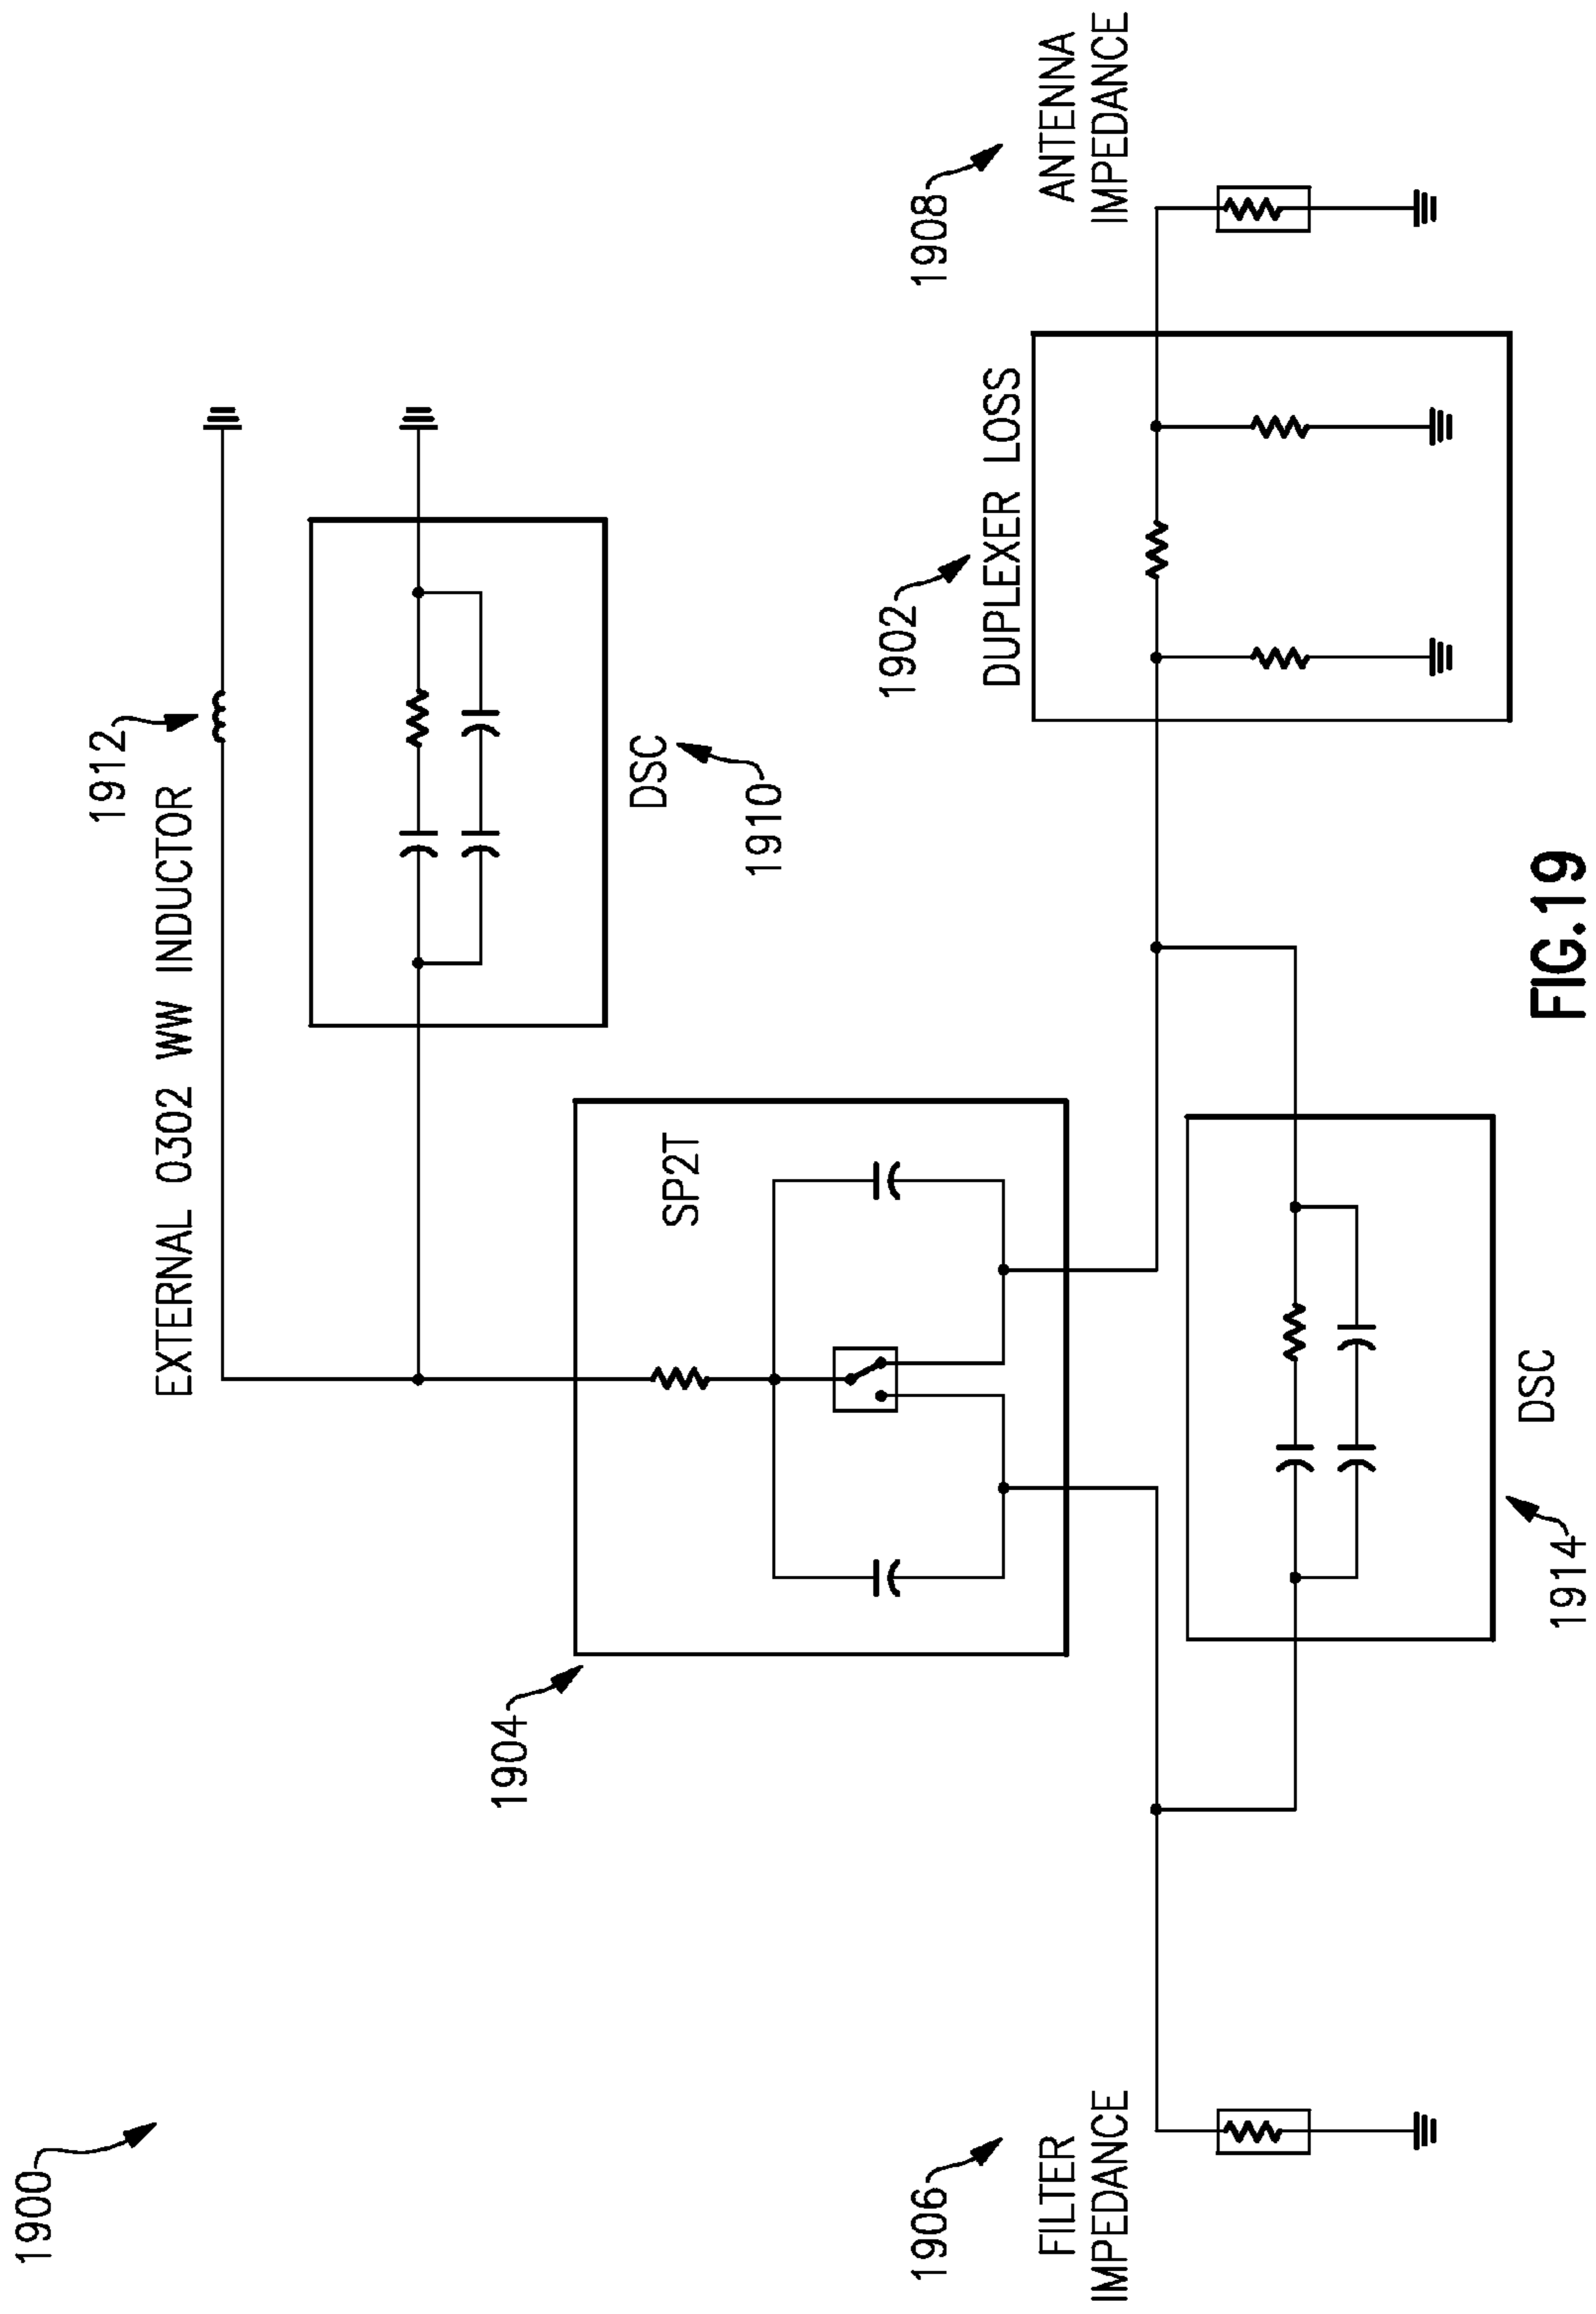 1900
1912
EXTERNAL 0302 WW INDUCTOR
DSC
1910
1904
SP2T
1902
DUPLEXER LOSS
1908
ANTENNA
IMPEDANCE
1906
FILTER
IMPEDANCE
DSC
1914
FIG.19